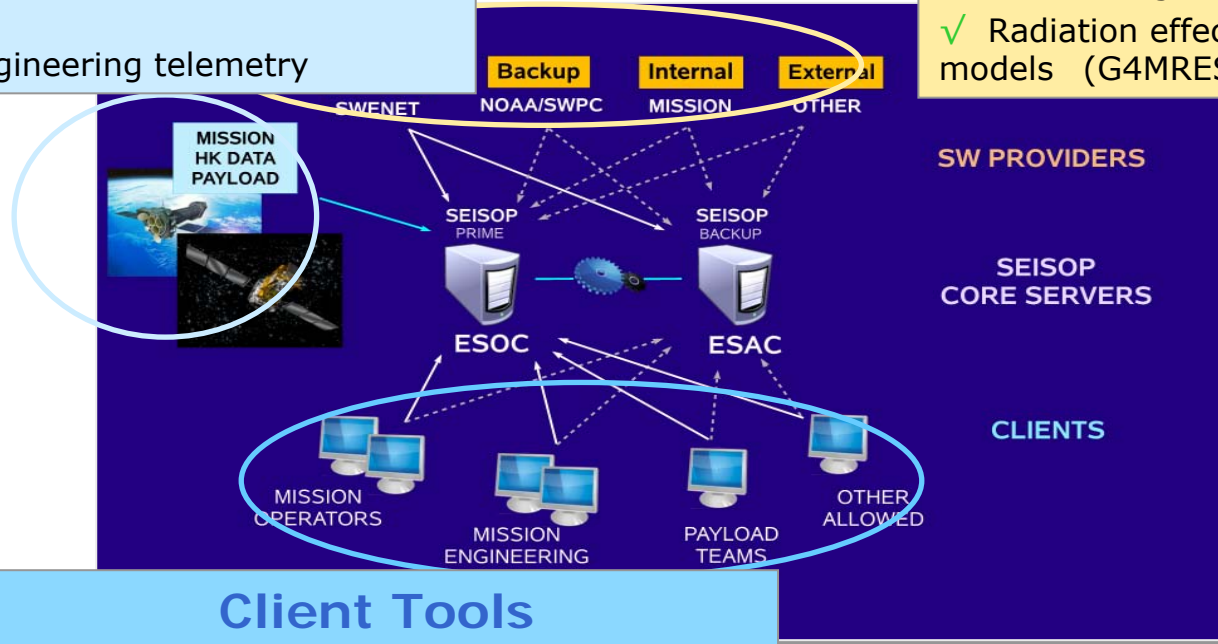 gineering telemetry
√ Radiation effec
models (G4MRES
Backup
Internal
External
SWENET
NOAA/SWPC
MISSION
OTHER
MISSION
HK DATA
PAYLOAD
SW PROVIDERS
SEISOP
PRIME
SEISOP
BACKUP
SEISOP
CORE SERVERS
ESOC
ESAC
CLIENTS
MISSION
OPERATORS
MISSION
ENGINEERING
PAYLOAD
TEAMS
OTHER
ALLOWED
Client Tools